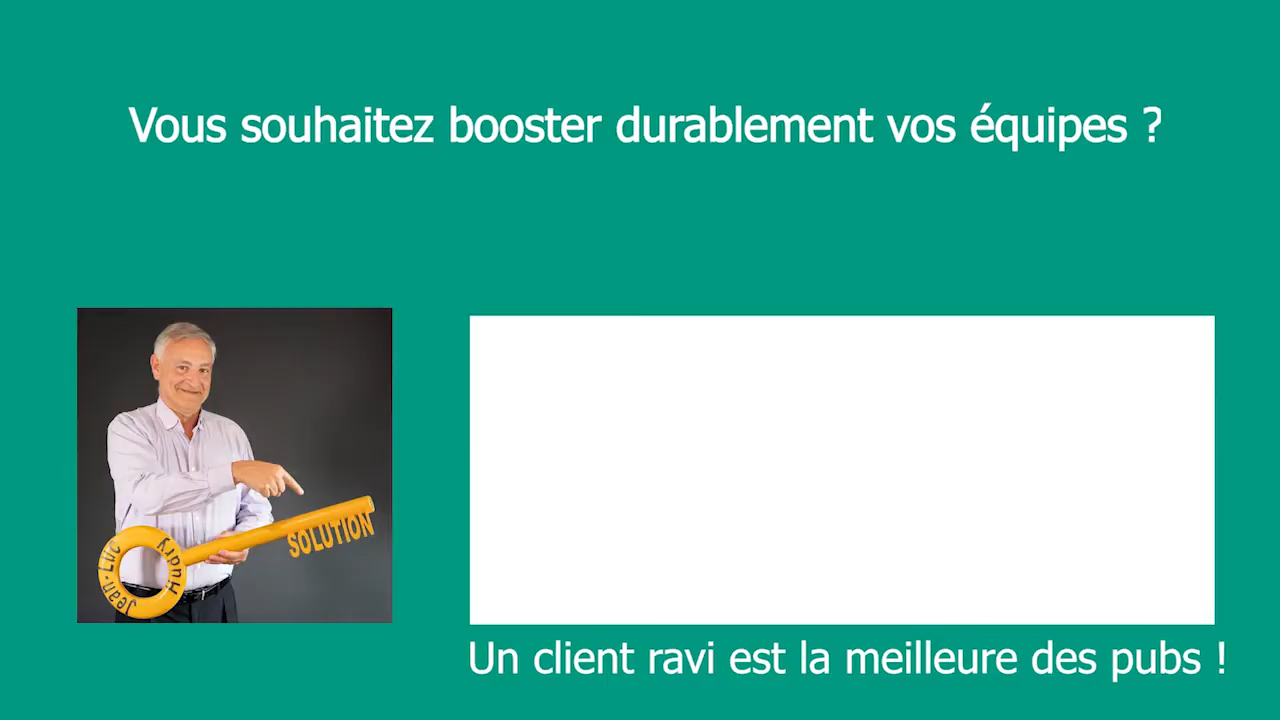 Vous souhaitez booster durablement vos équipes ?
SOLUTION
Jean-Luc
Hudry
Un client ravi est la meilleure des pubs !